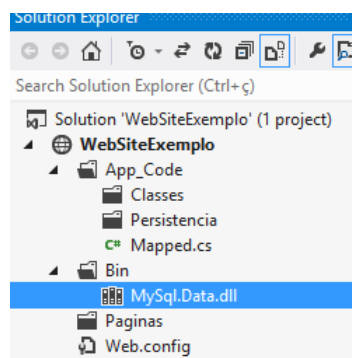 Solution Explorer
Search Solution Explorer (Ctrl+ç)
Solution 'WebSiteExemplo' (1 project)
WebSiteExemplo
App_Code
Classes
Persistencia
C# Mapped.cs
Bin
MySql.Data.dll
Paginas
Web.config